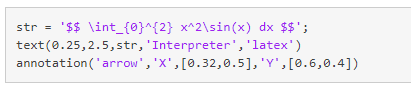 str = '$$ \int_{0}^{2} x^2\sin(x) dx $$';
text(0.25,2.5,str,'Interpreter','latex')
annotation('arrow','X',[0.32,0.5],'Y',[0.6,0.4])